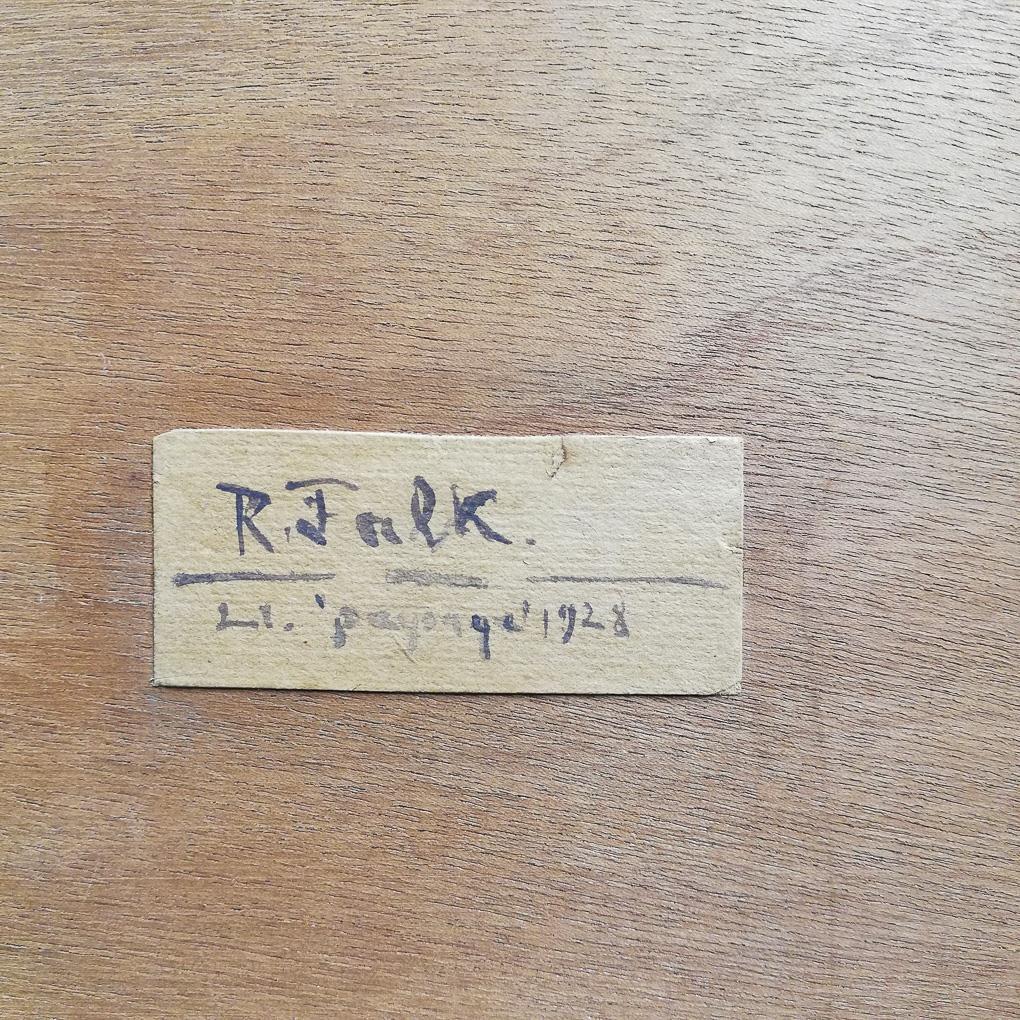 R. Falk.
'paysage' 1928